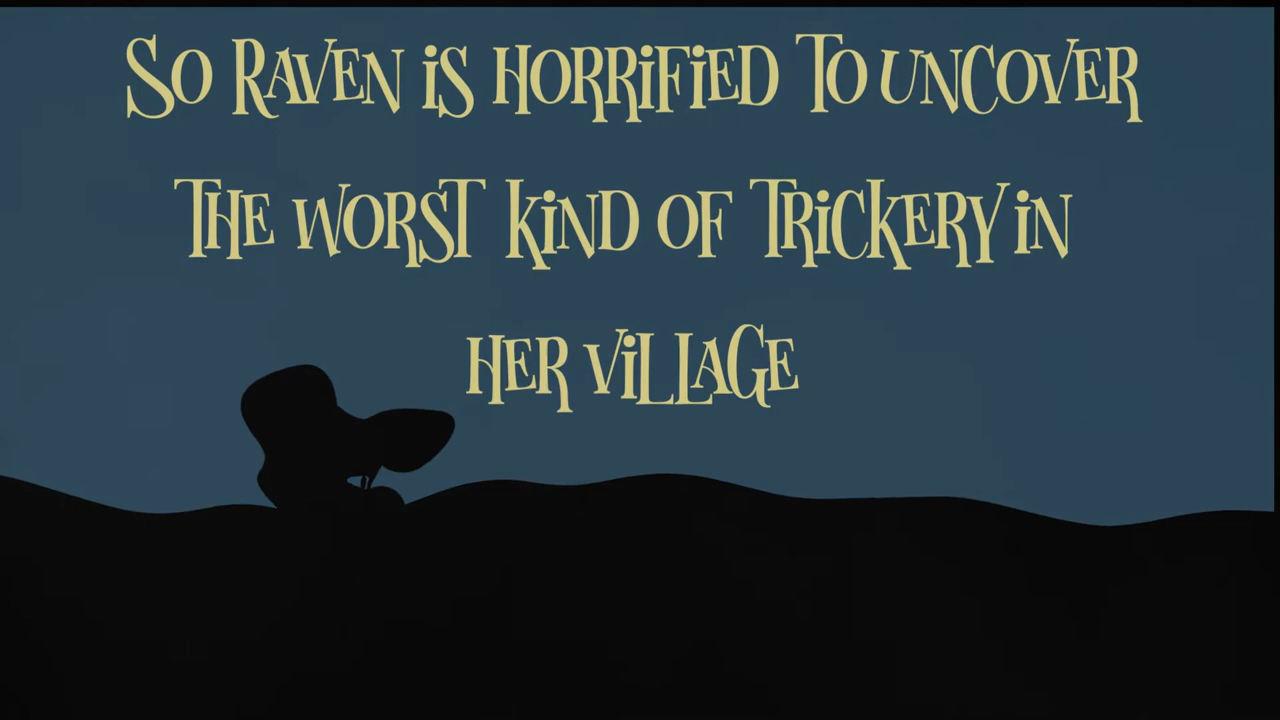 So Raven is Horrified To uncover
the worst kind of Trickery in
her village